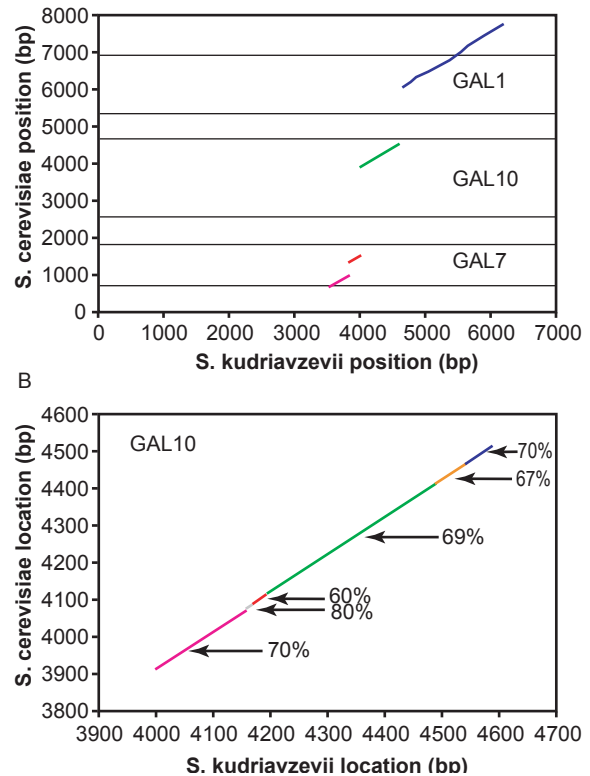 8000
7000
6000
5000
4000
3000
2000
1000
0
S. cerevisiae position (bp)
GAL1
GAL10
GAL7
0 1000 2000 3000 4000 5000 6000 7000
S. kudriavzevii position (bp)
B
4600
4500
4400
4300
4200
4100
4000
3900
3800
S. cerevisiae location (bp)
GAL10
70%
67%
69%
60%
80%
70%
3900 4000 4100 4200 4300 4400 4500 4600 4700
S. kudriavzevii location (bp)